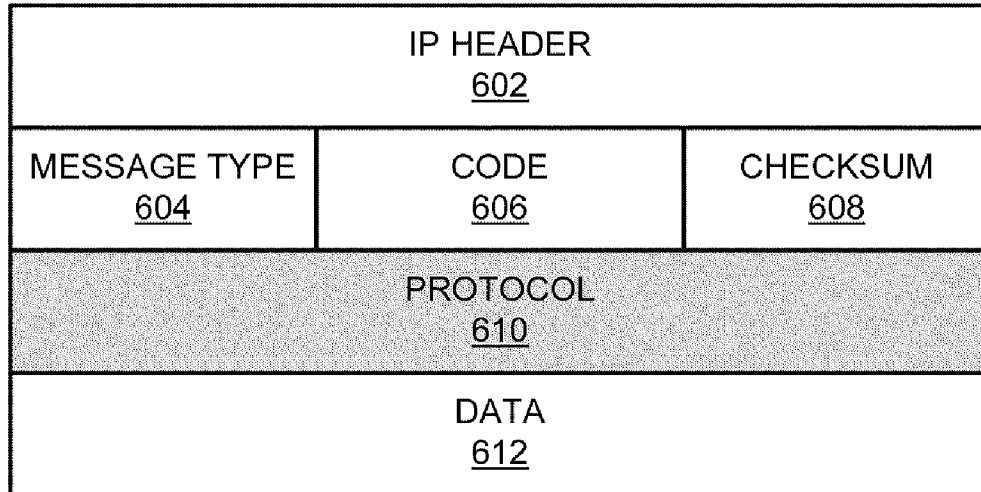 IP HEADER
602
MESSAGE TYPE
604
CODE
606
CHECKSUM
608
PROTOCOL
610
DATA
612